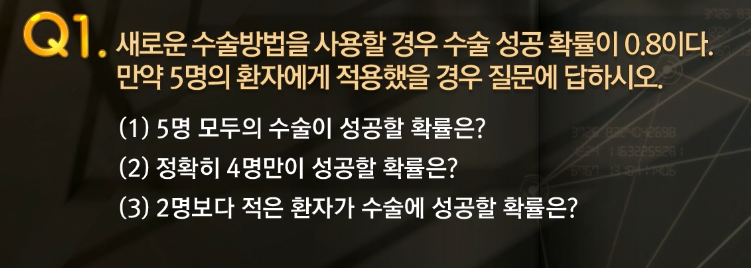 Q1. 새로운 수술방법을 사용할 경우 수술 성공 확률이 0.8이다.
만약 5명의 환자에게 적용했을 경우 질문에 답하시오.
(1) 5명 모두의 수술이 성공할 확률은?
(2) 정확히 4명만이 성공할 확률은?
(3) 2명보다 적은 환자가 수술에 성공할 확률은?